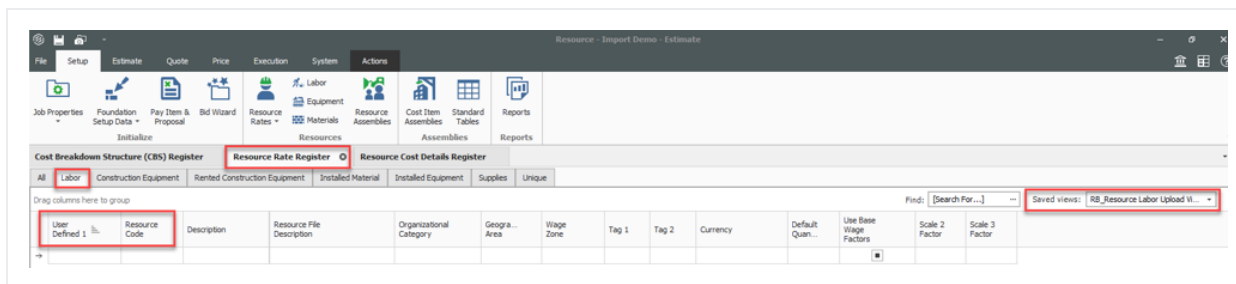 Resource - Import Demo - Estimate
File Setup Estimate Quote Price Execution System Actions
Job Properties Foundation Setup Data Pay Item & Proposal Bid Wizard Resource Rates Labor Equipment Materials Resource Assemblies Cost Item Assemblies Standard Tables Reports
Initialize Resources Assemblies Reports
Cost Breakdown Structure (CBS) Register Resource Rate Register Resource Cost Details Register
All Labor Construction Equipment Rented Construction Equipment Installed Material Installed Equipment Supplies Unique
Drag columns here to group Find: [Search For...] Saved views: RB_Resource Labor Upload Vi...
User Defined 1 Resource Code Description Resource File Description Organizational Category Geogra... Area Wage Zone Tag 1 Tag 2 Currency Default Quan... Use Base Wage Factors Scale 2 Factor Scale 3 Factor